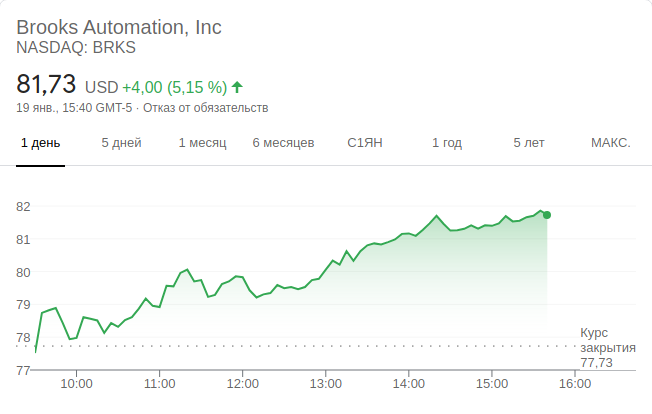 Brooks Automation, Inc
NASDAQ: BRKS
81,73 USD +4,00 (5,15 %)
19 янв., 15:40 GMT-5 · Отказ от обязательств
1 день 5 дней 1 месяц 6 месяцев С1ЯН 1 год 5 лет МАКС.
82
81
80
79
78
77
Курс
закрытия
77,73
10:00 11:00 12:00 13:00 14:00 15:00 16:00